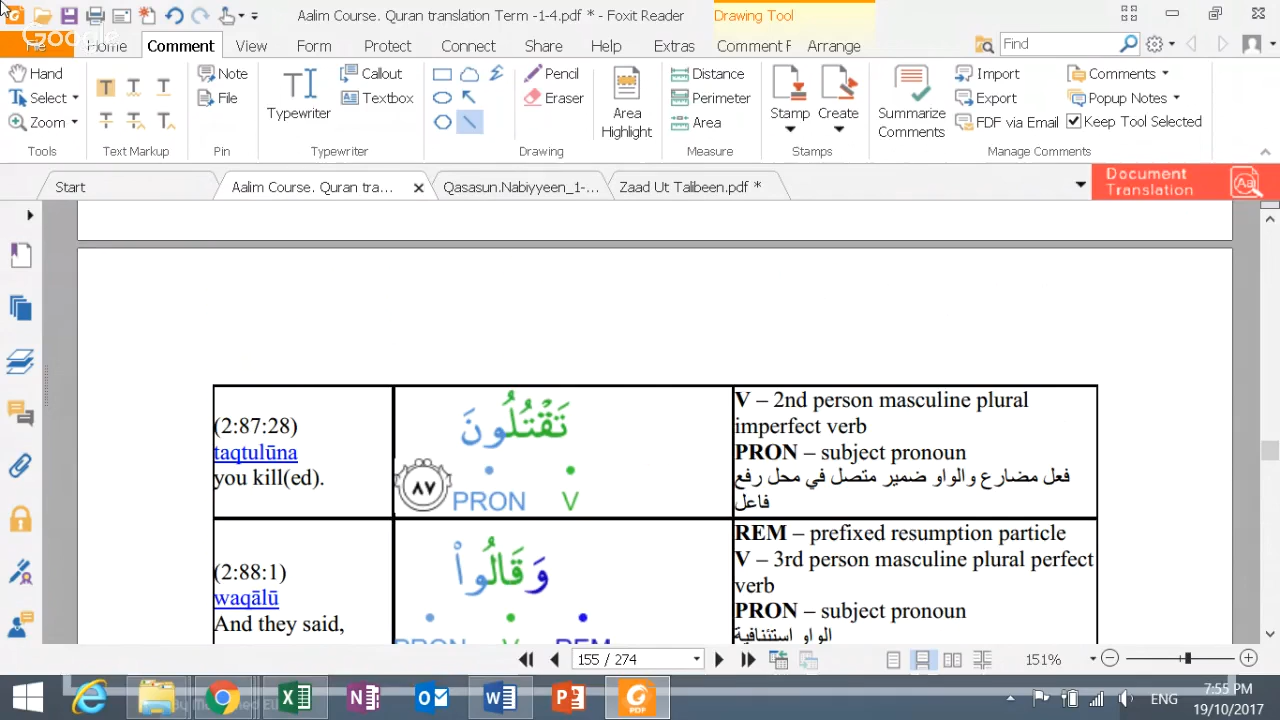 Aalim Course. Quran translation Term -1-4.pdf * - Foxit Reader
Drawing Tool
Google
Home
Comment
View
Form
Protect
Connect
Share
Help
Extras
Comment F
Arrange
Find
Hand
Select
Zoom
Tools
Text Markup
Note
File
Pin
Typewriter
Typewriter
Callout
Textbox
Drawing
Pencil
Eraser
Area Highlight
Distance
Perimeter
Area
Measure
Stamp
Create
Stamps
Summarize Comments
Import
Export
FDF via Email
Comments
Popup Notes
Keep Tool Selected
Manage Comments
Start
Aalim Course. Quran tra...
Qasasun.Nabiyyeen_1-...
Zaad Ut Talibeen.pdf *
Document Translation
(2:87:28)
taqtulūna
you kill(ed).
تَقْتُلُونَ
٨٧
PRON V
V – 2nd person masculine plural
imperfect verb
PRON – subject pronoun
فعل مضارع والواو ضمير متصل في محل رفع
فاعل
(2:88:1)
waqālū
And they said,
وَقَالُوا۟
PRON V REM
REM – prefixed resumption particle
V – 3rd person masculine plural perfect
verb
PRON – subject pronoun
الواو استئنافية
155 / 274
151%
ENG
7:55 PM
19/10/2017